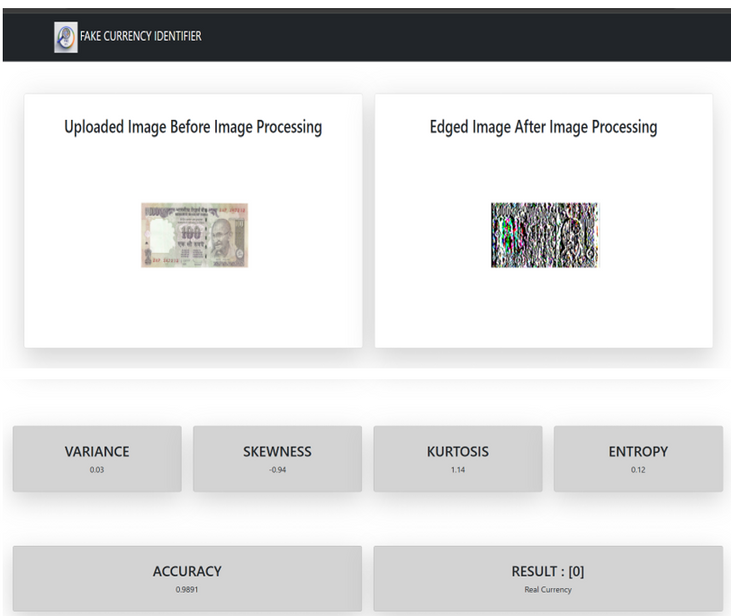 FAKE CURRENCY IDENTIFIER
Uploaded Image Before Image Processing
Edged Image After Image Processing
100
VARIANCE
0.03
SKEWNESS
-0.94
KURTOSIS
1.14
ENTROPY
0.12
ACCURACY
0.9891
RESULT : [0]
Real Currency